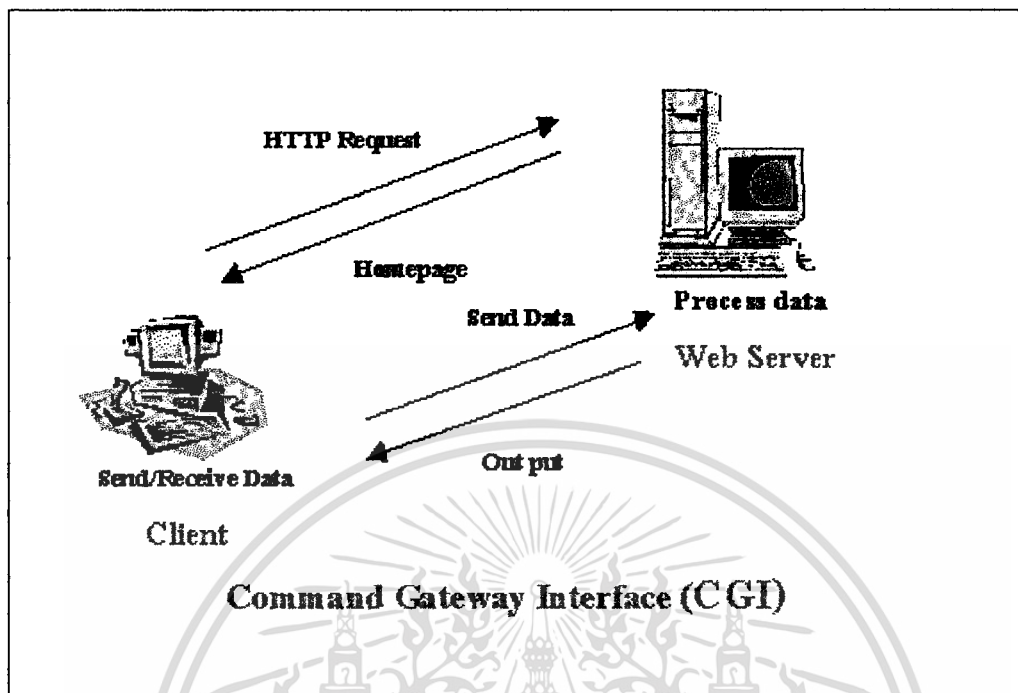 HTTP Request
Homepage
Process data
Send Data
Web Server
Out put
Send/Receive Data
Client
Command Gateway Interface (CGI)